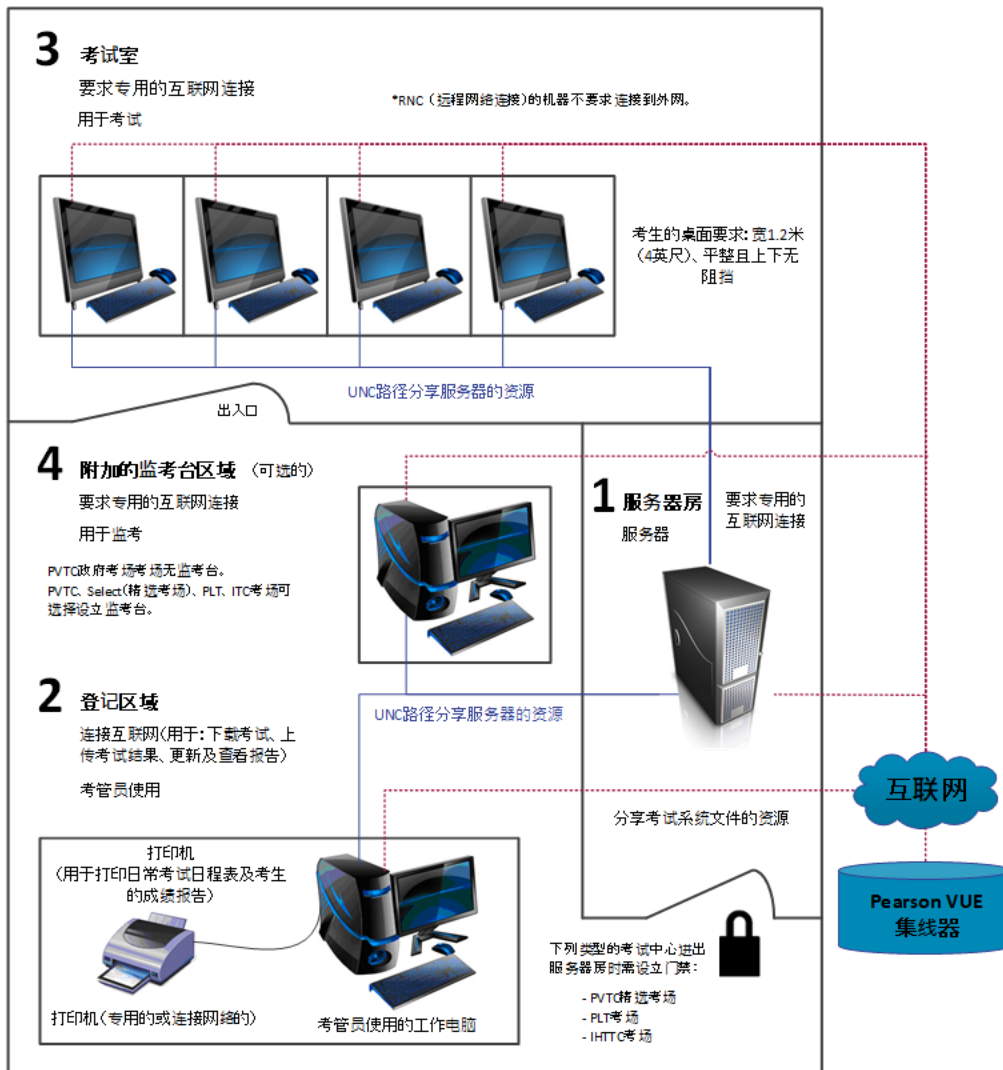 3 考试室
要求专用的互联网连接
用于考试
*RNC（远程网络连接)的机器不要求连接到外网。
考生的桌面要求: 宽1.2米
（4英尺）、平整且上下无
阻挡
UNC路径分享服务器的资源
出入口
4 附加的监考台区域 （可选的）
要求专用的互联网连接
用于监考
PVTC政府考场考场无监考台。
PVTC、Select(精选考场)、PLT、ITC考场可
选择设立监考台。
1 服务器房
服务器
要求专用的
互联网连接
2 登记区域
连接互联网(用于: 下载考试、上
传考试结果、更新及查看报告）
考管员使用
UNC路径分享服务器的资源
互联网
分享考试系统文件的资源
Pearson VUE
集线器
打印机
（用于打印日常考试日程表及考生
的成绩报告）
打印机（专用的或连接网络的）
考管员使用的工作电脑
下列类型的考试中心进出
服务器房时需设立门禁：
- PVTC精选考场
- PLT考场
- IHTTC考场